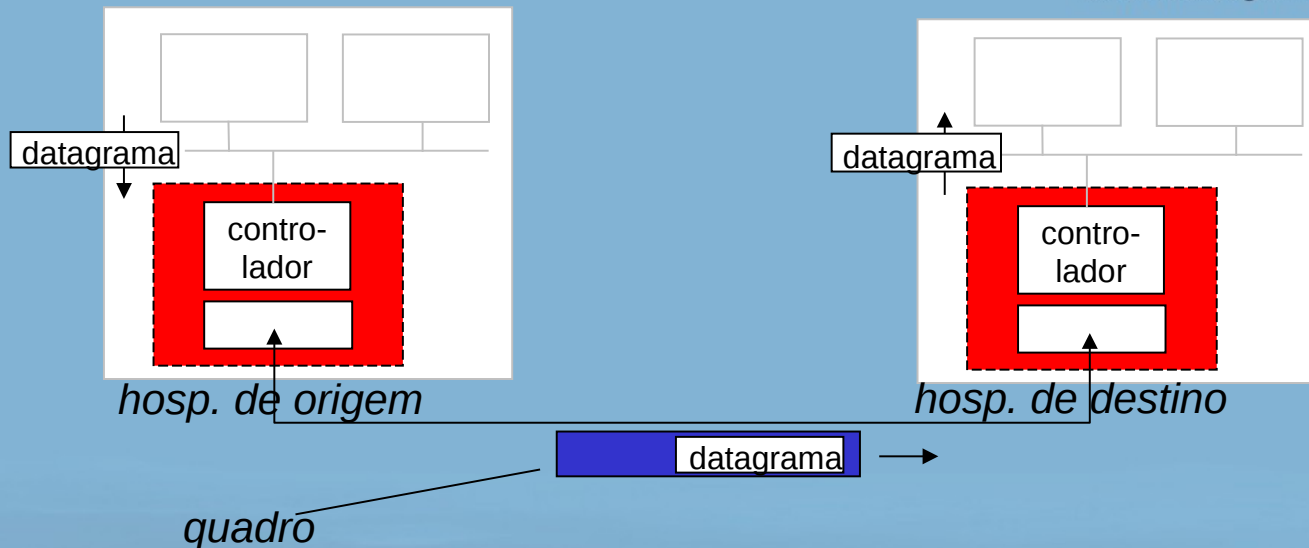 datagrama
contro-
lador
hosp. de origem
datagrama
contro-
lador
hosp. de destino
datagrama
quadro